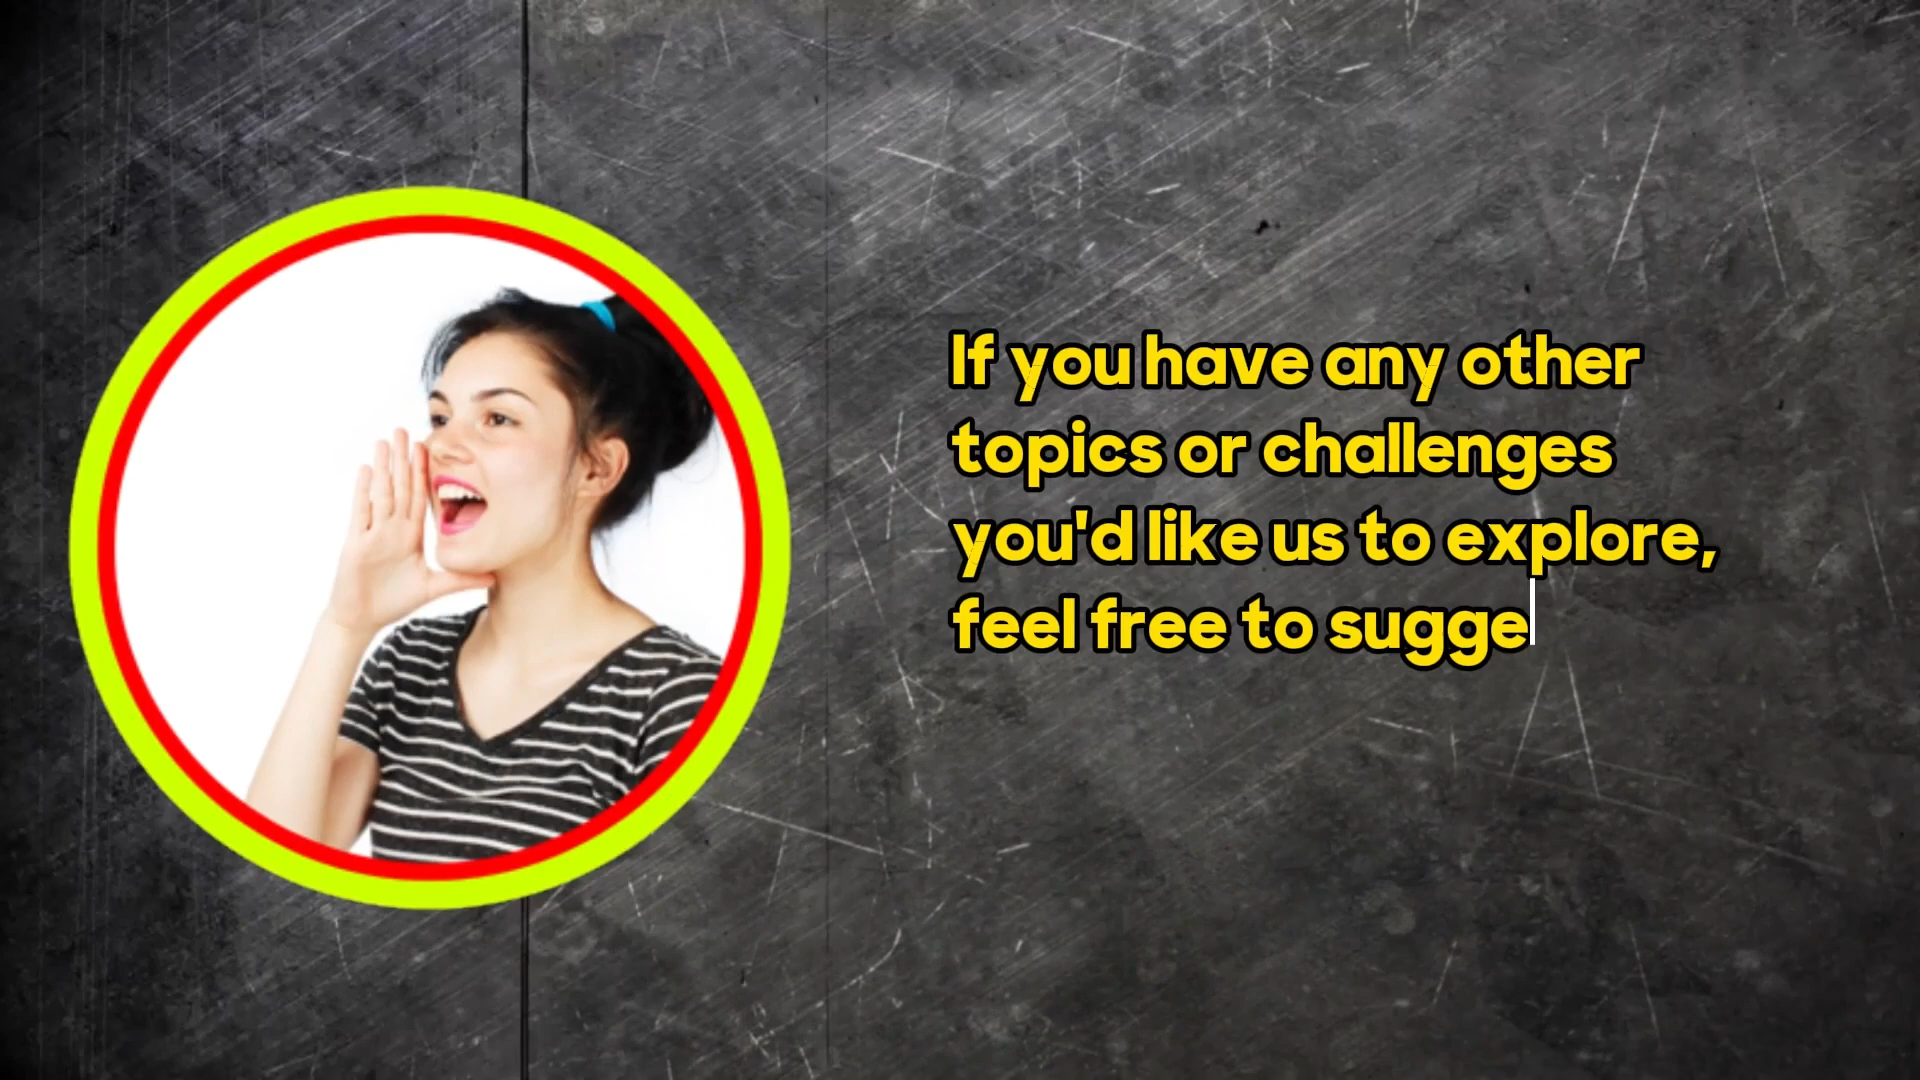 If you have any other
topics or challenges
you'd like us to explore,
feel free to sugge